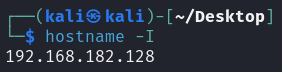 ┌──(kali㉿kali)-[~/Desktop]
└─$ hostname -I
192.168.182.128